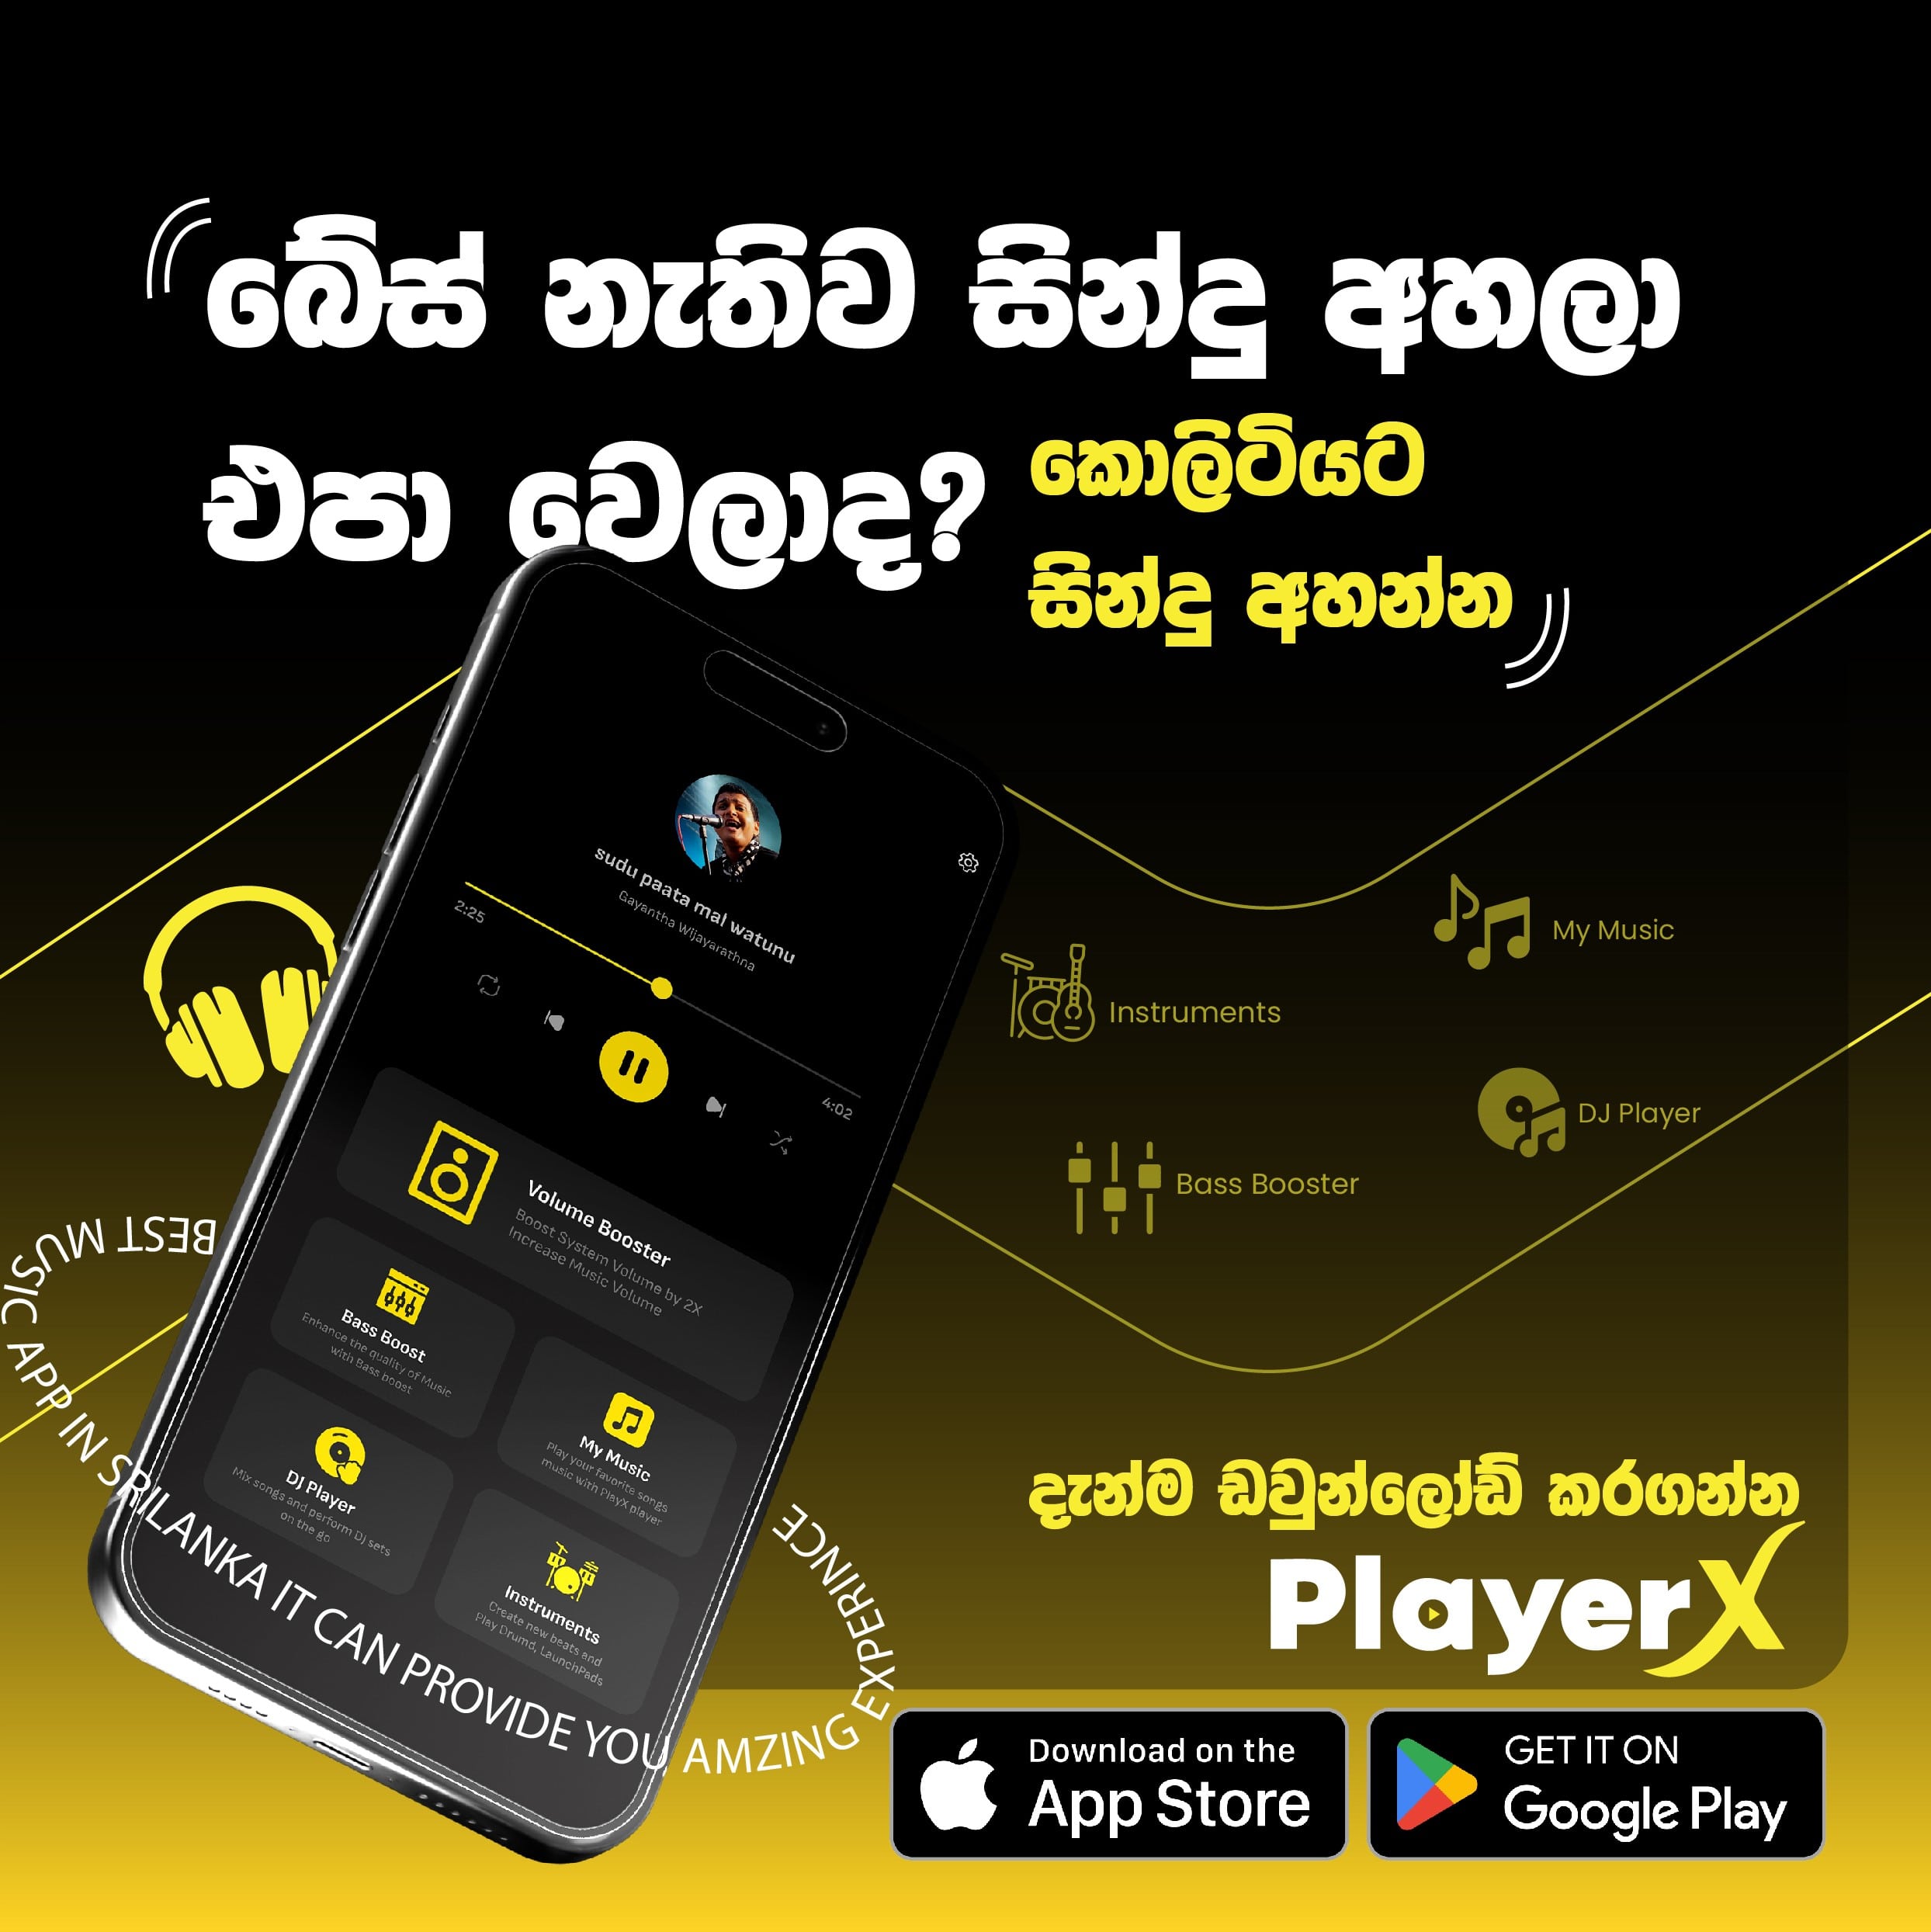 බේස් නැතිව සින්දු අහලා
එපා වෙලාද?
කොලිටියට
සින්දු අහන්න
sudu paata mal watunu
Gayantha Wijayarathna
2:25
4:02
Volume Booster
Boost System Volume by 2X
Increase Music Volume
Bass Boost
Enhance the quality of Music
with Bass boost
My Music
Play your favorite songs
music with PlayX player
DJ Player
Mix songs and perform Dj sets
on the go
Instruments
Create new beats and
Play Drumd, LaunchPads
My Music
Instruments
DJ Player
Bass Booster
BEST MUSIC APP IN SRILANKA IT CAN PROVIDE YOU AMZING EXPERINCE
දැන්ම ඩවුන්ලෝඩ් කරගන්න
PlayerX
Download on the
App Store
GET IT ON
Google Play